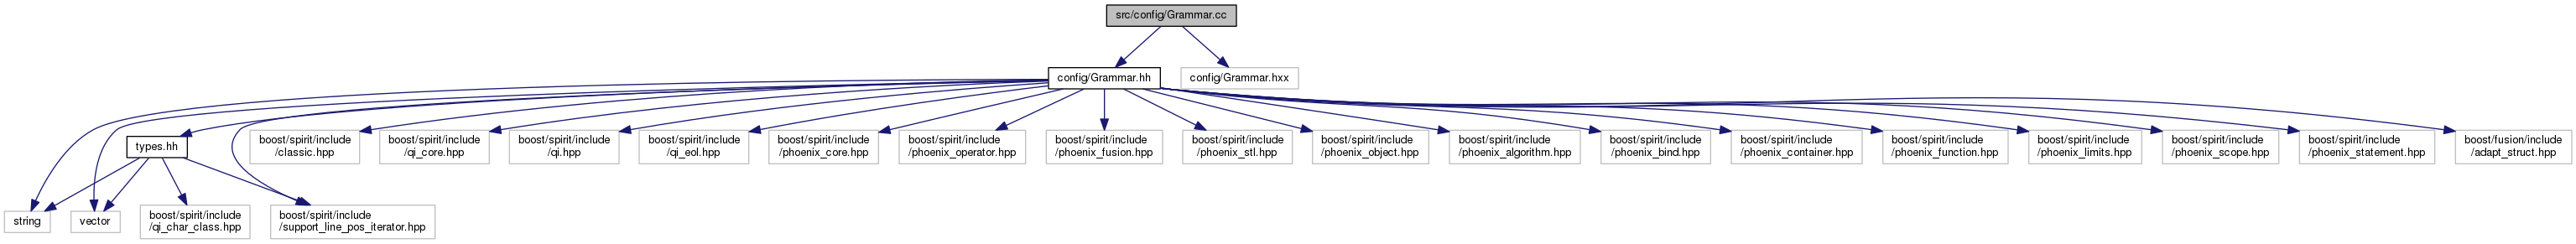 src/config/Grammar.cc
config/Grammar.hh
config/Grammar.hxx
types.hh
boost/spirit/include
/classic.hpp
boost/spirit/include
/qi_core.hpp
boost/spirit/include
/qi.hpp
boost/spirit/include
/qi_eol.hpp
boost/spirit/include
/phoenix_core.hpp
boost/spirit/include
/phoenix_operator.hpp
boost/spirit/include
/phoenix_fusion.hpp
boost/spirit/include
/phoenix_stl.hpp
boost/spirit/include
/phoenix_object.hpp
boost/spirit/include
/phoenix_algorithm.hpp
boost/spirit/include
/phoenix_bind.hpp
boost/spirit/include
/phoenix_container.hpp
boost/spirit/include
/phoenix_function.hpp
boost/spirit/include
/phoenix_limits.hpp
boost/spirit/include
/phoenix_scope.hpp
boost/spirit/include
/phoenix_statement.hpp
boost/fusion/include
/adapt_struct.hpp
string
vector
boost/spirit/include
/qi_char_class.hpp
boost/spirit/include
/support_line_pos_iterator.hpp